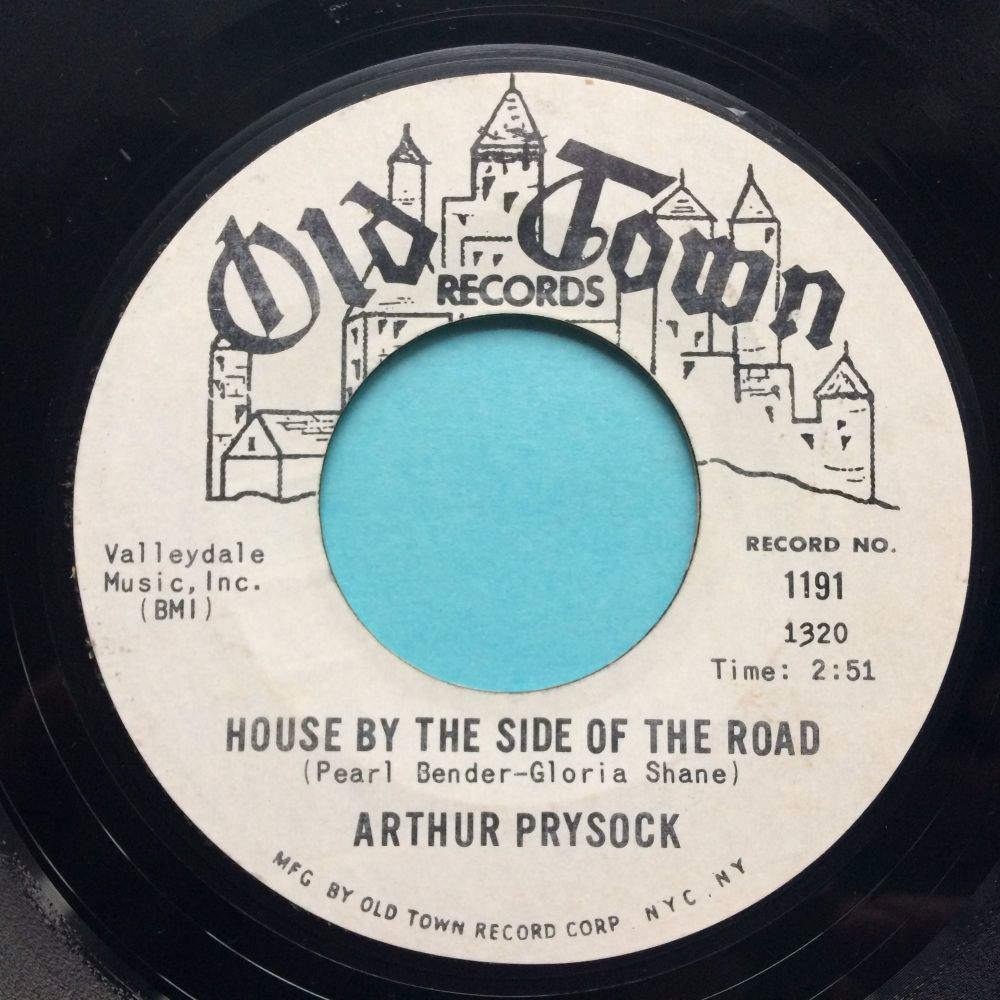 Old Town
RECORDS
Valleydale
Music, Inc.
(BMI)
RECORD NO.
1191
1320
Time: 2:51
HOUSE BY THE SIDE OF THE ROAD
(Pearl Bender-Gloria Shane)
ARTHUR PRYSOCK
MFG BY OLD TOWN RECORD CORP NYC. NY